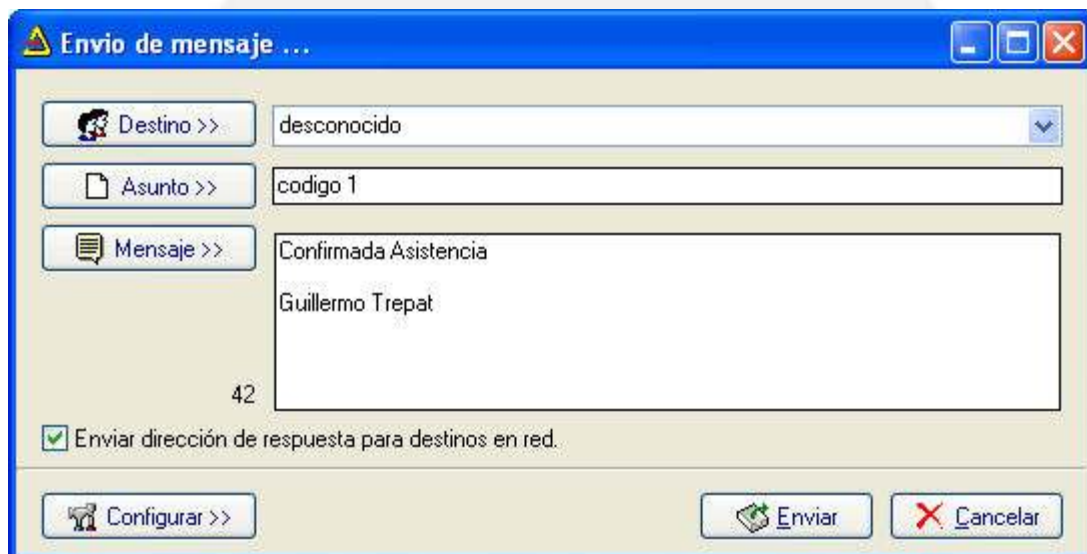 Envio de mensaje ...
Destino >>
desconocido
Asunto >>
codigo 1
Mensaje >>
Confirmada Asistencia
Guillermo Trepat
42
Enviar dirección de respuesta para destinos en red.
Configurar >>
Enviar
Cancelar